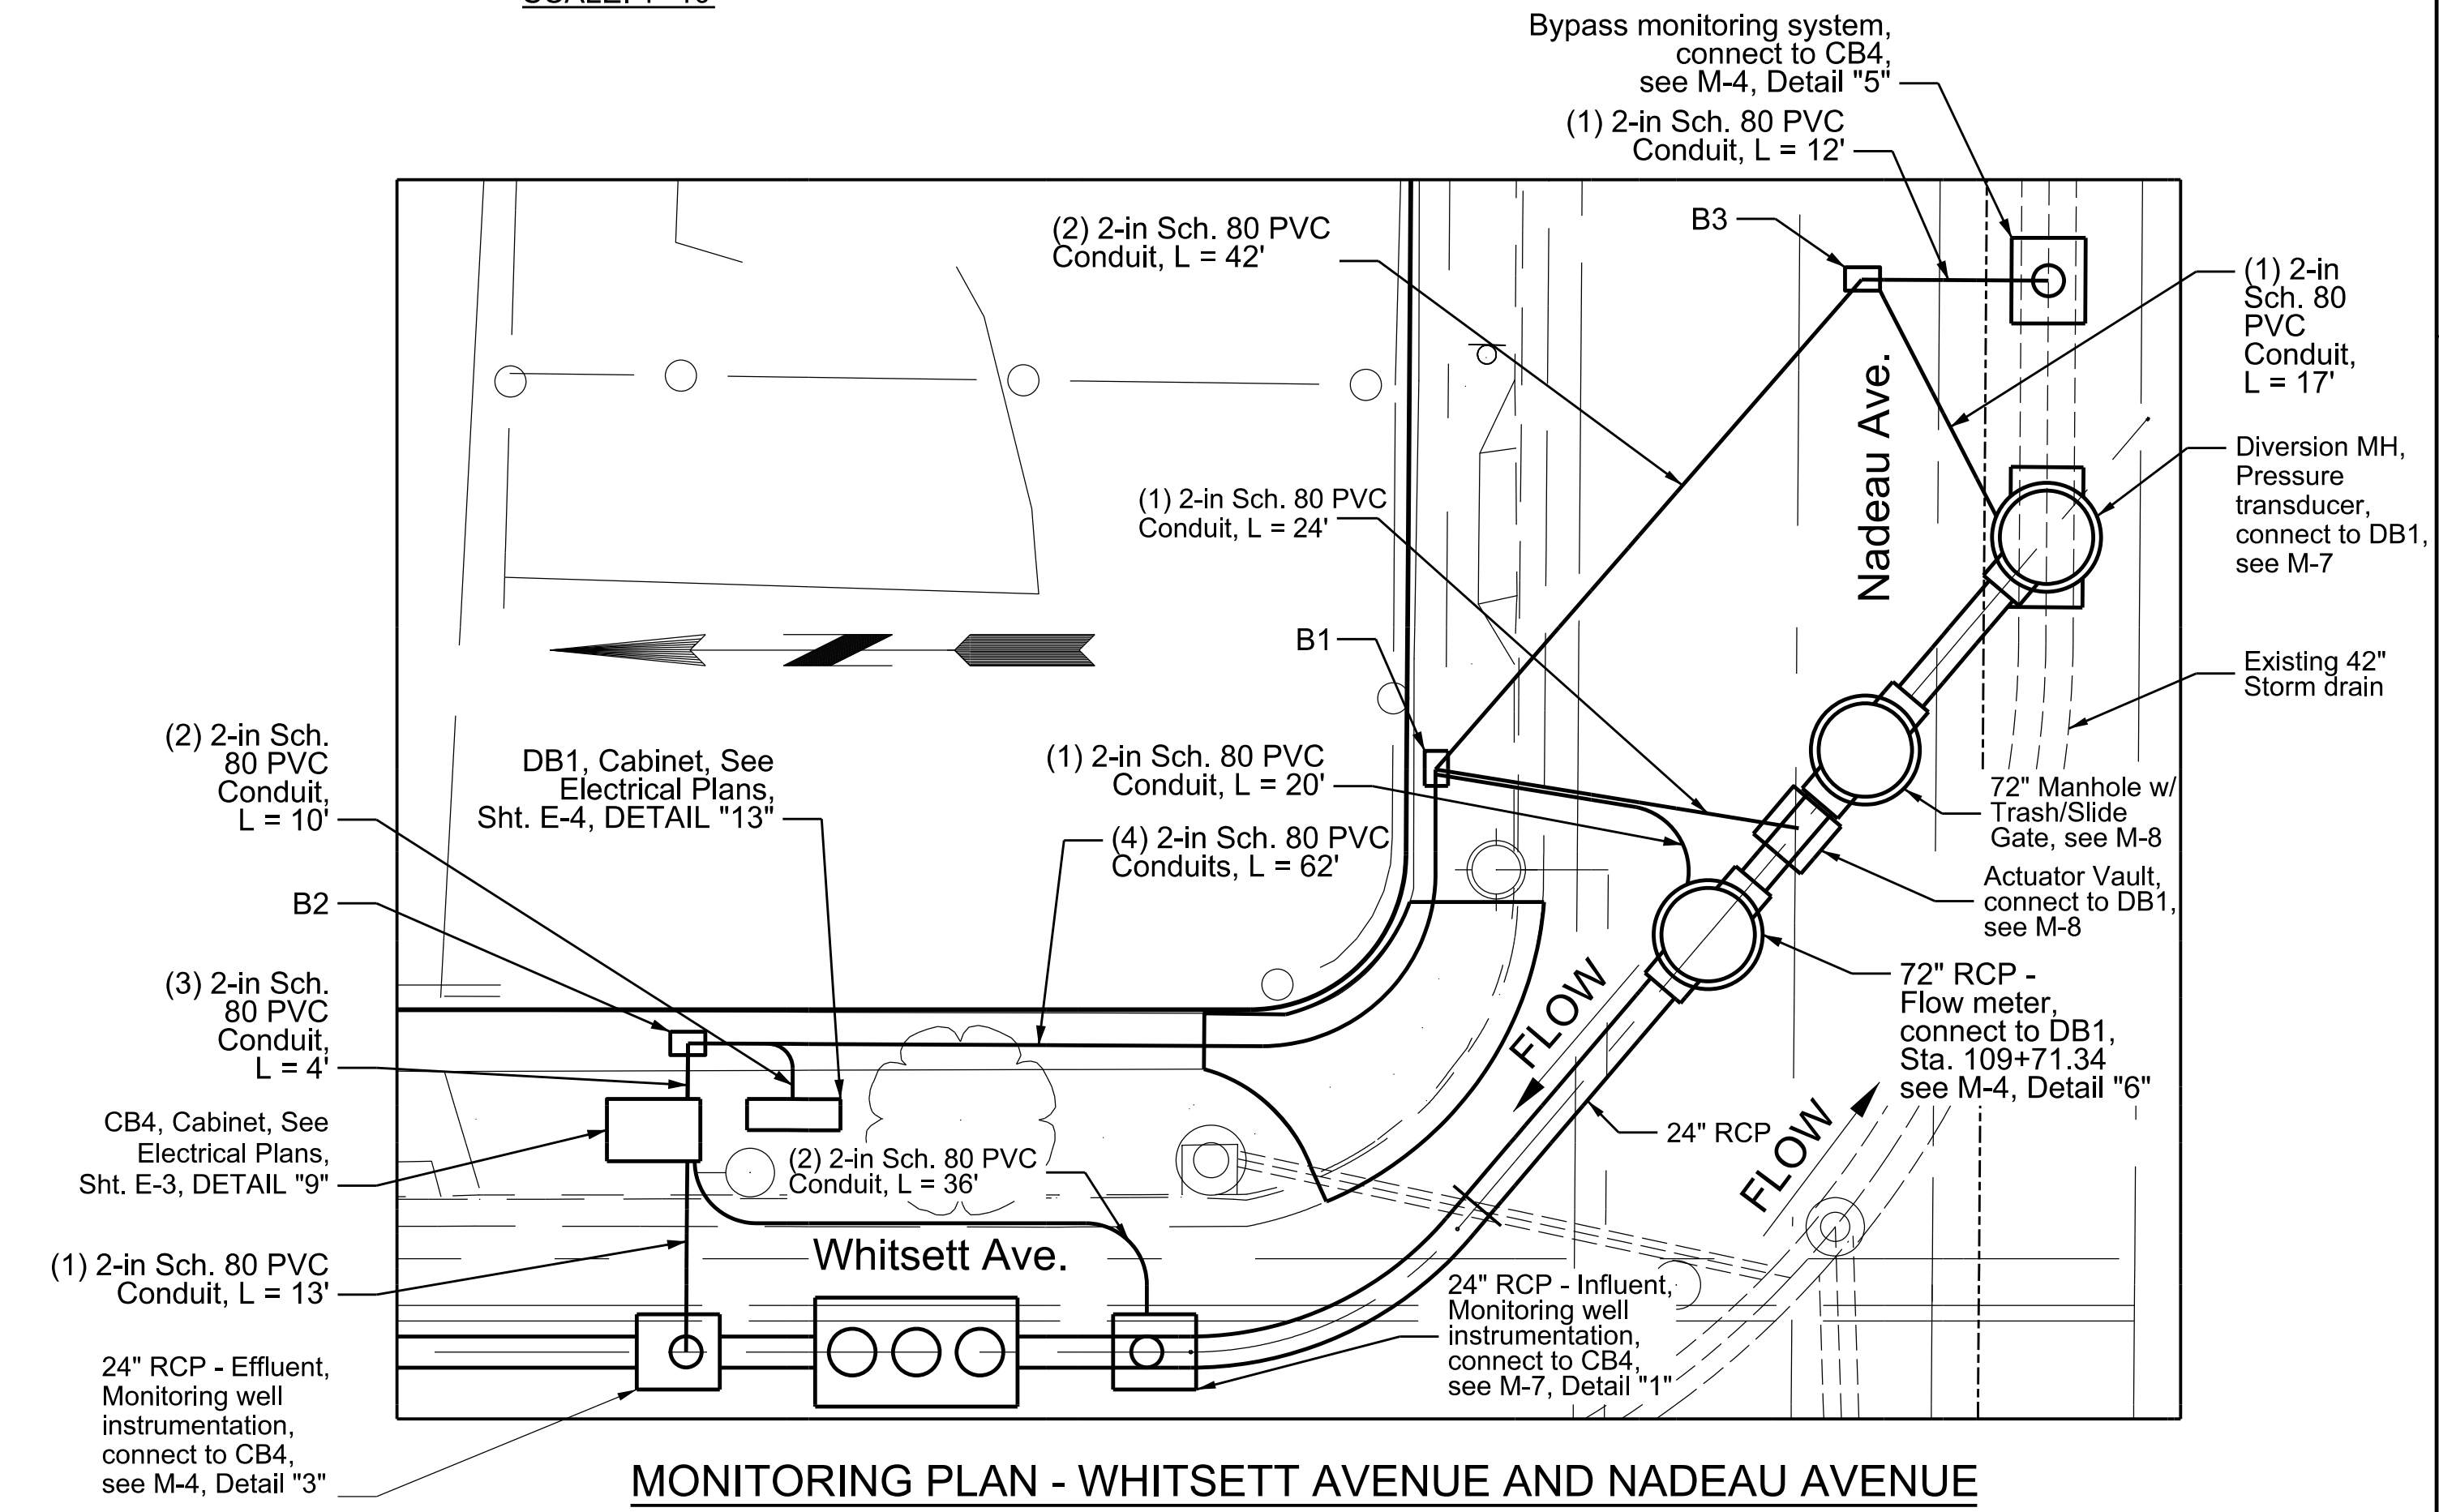 Bypass monitoring system,
connect to CB4,
see M-4, Detail "5"
(1) 2-in Sch. 80 PVC
Conduit, L = 12'
(2) 2-in Sch. 80 PVC
Conduit, L = 42'
B3
(1) 2-in
Sch. 80
PVC
Conduit,
L = 17'
Nadeau Ave.
Diversion MH,
Pressure
transducer,
connect to DB1,
see M-7
(1) 2-in Sch. 80 PVC
Conduit, L = 24'
B1
Existing 42"
Storm drain
(2) 2-in Sch.
80 PVC
Conduit,
L = 10'
DB1, Cabinet, See
Electrical Plans,
Sht. E-4, DETAIL "13"
(1) 2-in Sch. 80 PVC
Conduit, L = 20'
(4) 2-in Sch. 80 PVC
Conduits, L = 62'
72" Manhole w/
Trash/Slide
Gate, see M-8
Actuator Vault,
connect to DB1,
see M-8
B2
(3) 2-in Sch.
80 PVC
Conduit,
L = 4'
72" RCP -
Flow meter,
connect to DB1,
Sta. 109+71.34
see M-4, Detail "6"
FLOW
24" RCP
FLOW
CB4, Cabinet, See
Electrical Plans,
Sht. E-3, DETAIL "9"
(2) 2-in Sch. 80 PVC
Conduit, L = 36'
Whitsett Ave.
(1) 2-in Sch. 80 PVC
Conduit, L = 13'
24" RCP - Influent,
Monitoring well
instrumentation,
connect to CB4,
see M-7, Detail "1"
24" RCP - Effluent,
Monitoring well
instrumentation,
connect to CB4,
see M-4, Detail "3"
MONITORING PLAN - WHITSETT AVENUE AND NADEAU AVENUE